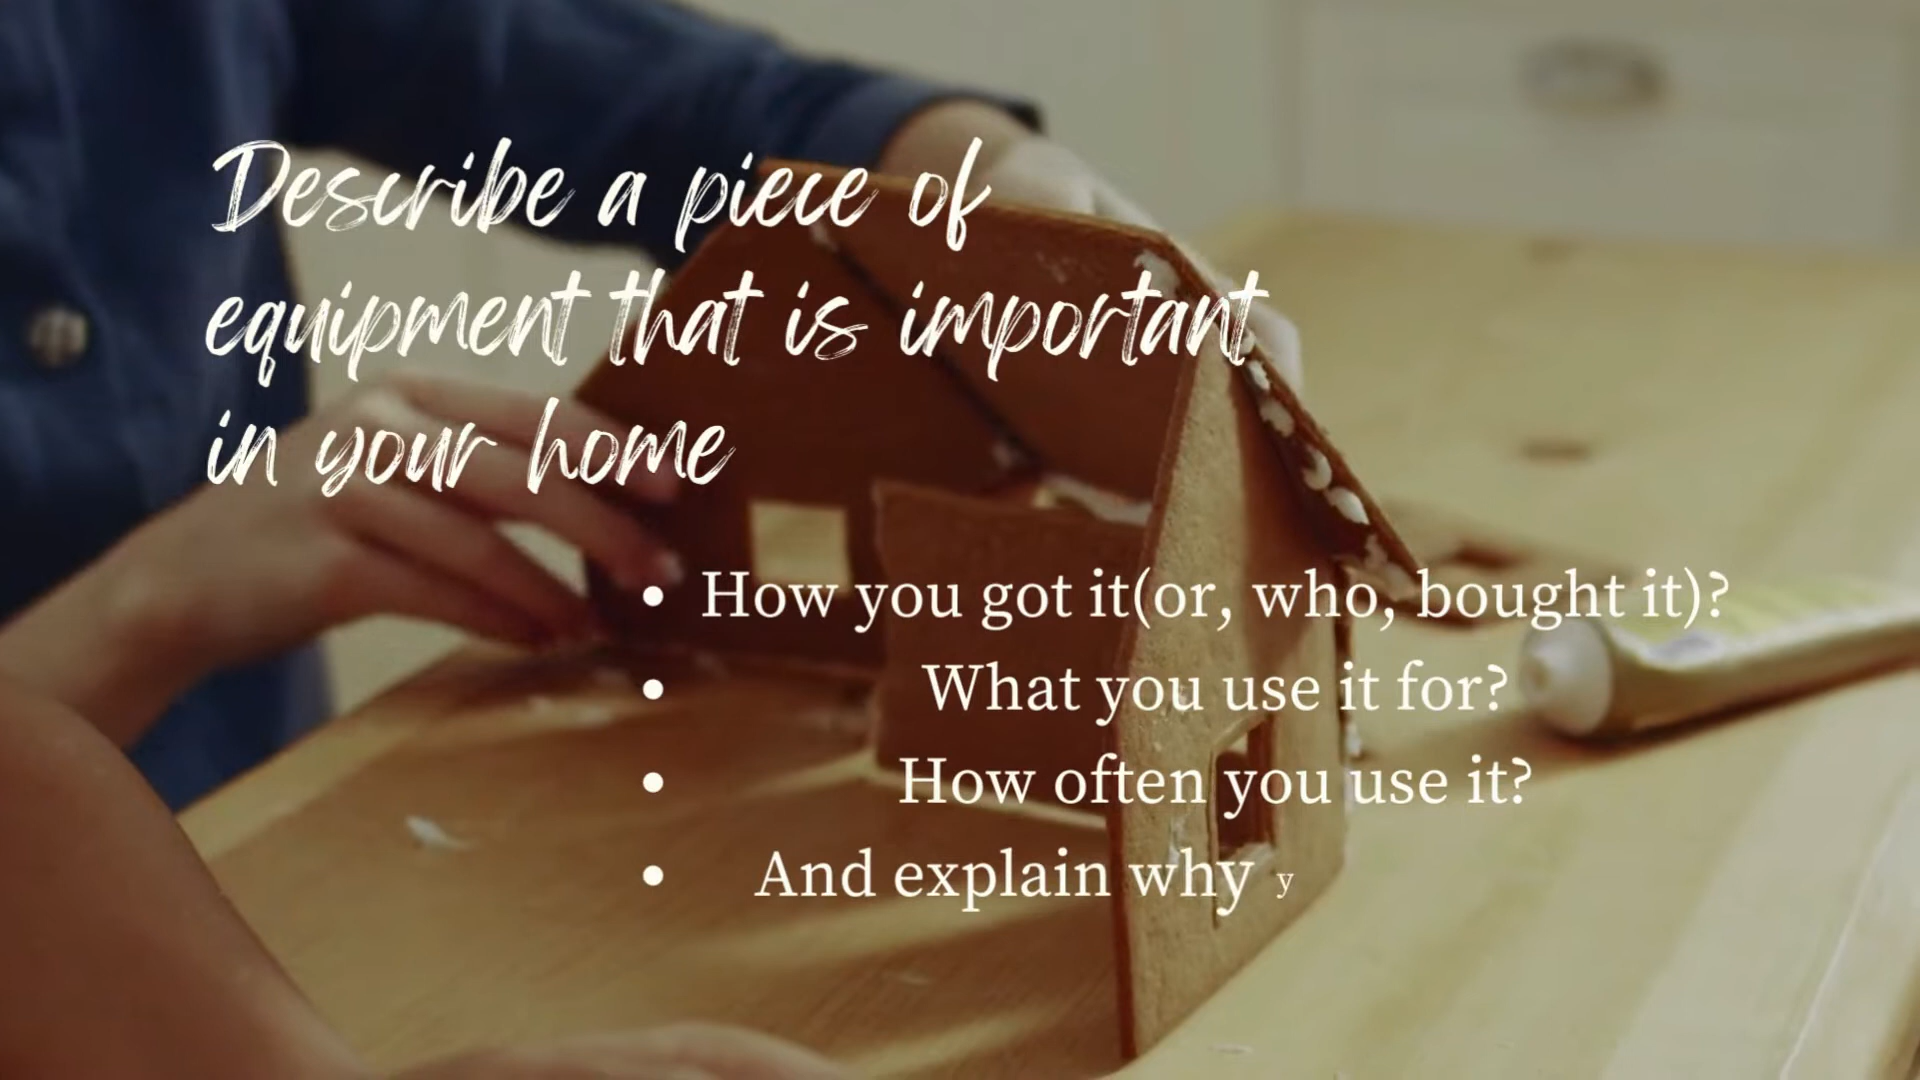 Describe a piece of
equipment that is important
in your home
• How you got it(or, who, bought it)?
• What you use it for?
• How often you use it?
• And explain why y